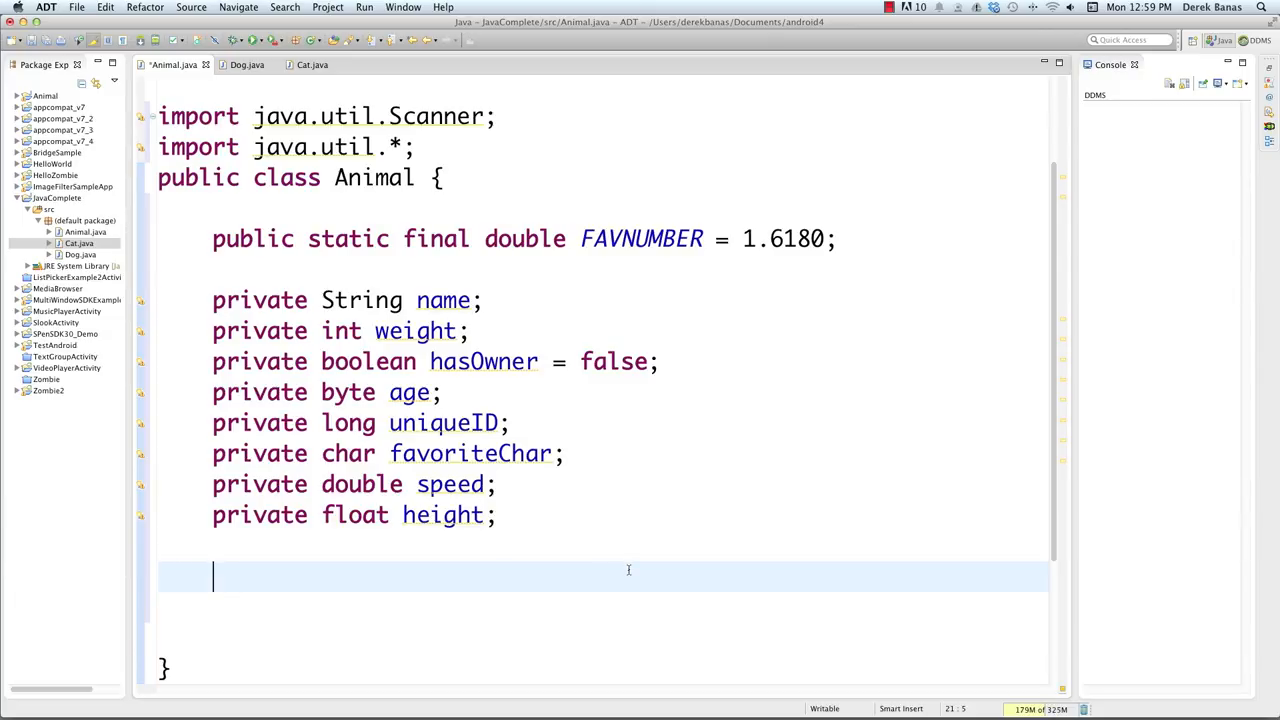 ADT File Edit Refactor Source Navigate Search Project Run Window Help
10 Mon 12:59 PM Derek Banas
Java – JavaComplete/src/Animal.java – ADT – /Users/derekbanas/Documents/android4
Quick Access
Java
DDMS
Package Exp
*Animal.java
Dog.java
Cat.java
Console
DDMS
Animal
appcompat_v7
appcompat_v7_2
appcompat_v7_3
appcompat_v7_4
BridgeSample
HelloWorld
HelloZombie
ImageFilterSampleApp
JavaComplete
src
(default package)
Animal.java
Cat.java
Dog.java
JRE System Library [Ja
ListPickerExample2Activi
MediaBrowser
MultiWindowSDKExample
MusicPlayerActivity
SlookActivity
SPenSDK30_Demo
TestAndroid
TextGroupActivity
VideoPlayerActivity
Zombie
Zombie2
import java.util.Scanner;
import java.util.*;
public class Animal {
public static final double FAVNUMBER = 1.6180;
private String name;
private int weight;
private boolean hasOwner = false;
private byte age;
private long uniqueID;
private char favoriteChar;
private double speed;
private float height;
}
Writable
Smart Insert
21 : 5
179M of 325M